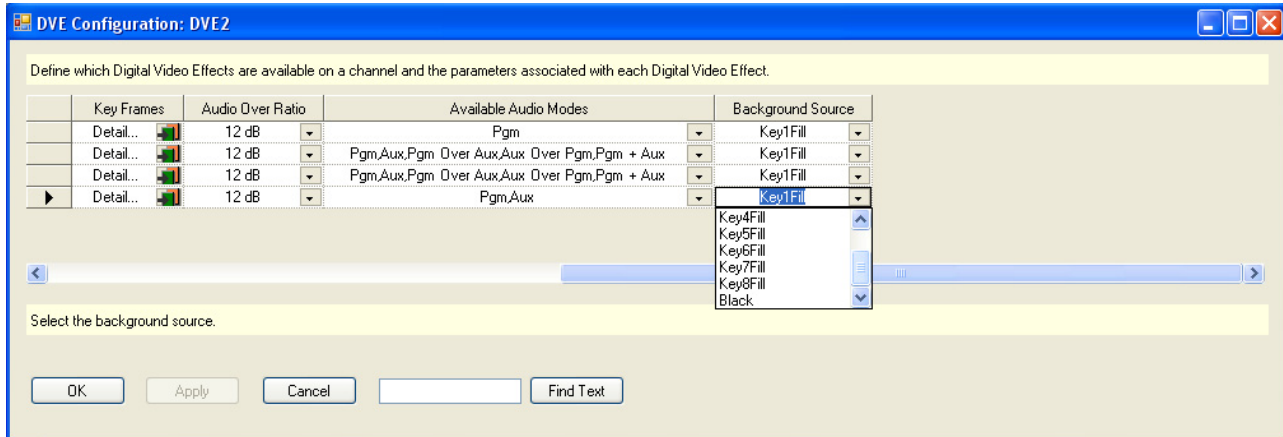 DVE Configuration: DVE2
Define which Digital Video Effects are available on a channel and the parameters associated with each Digital Video Effect.
Key Frames Audio Over Ratio Available Audio Modes Background Source
Detail... 12 dB Pgm Key1Fill
Detail... 12 dB Pgm,Aux,Pgm Over Aux,Aux Over Pgm,Pgm + Aux Key1Fill
Detail... 12 dB Pgm,Aux,Pgm Over Aux,Aux Over Pgm,Pgm + Aux Key1Fill
Detail... 12 dB Pgm,Aux Key1Fill
Key4Fill
Key5Fill
Key6Fill
Key7Fill
Key8Fill
Black
Select the background source.
OK Apply Cancel Find Text